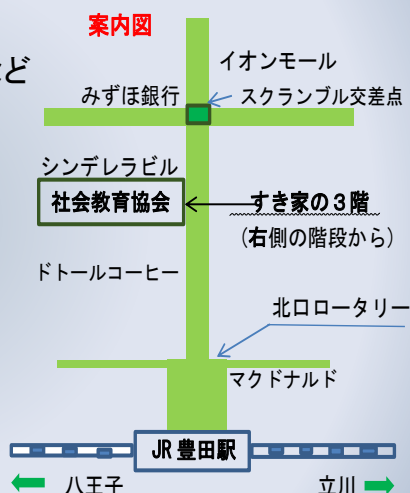 案内図
ど
イオンモール
みずほ銀行
スクランブル交差点
シンデレラビル
社会教育協会
すき家の3階
(右側の階段から)
ドトールコーヒー
北口ロータリー
マクドナルド
JR 豊田駅
八王子
立川